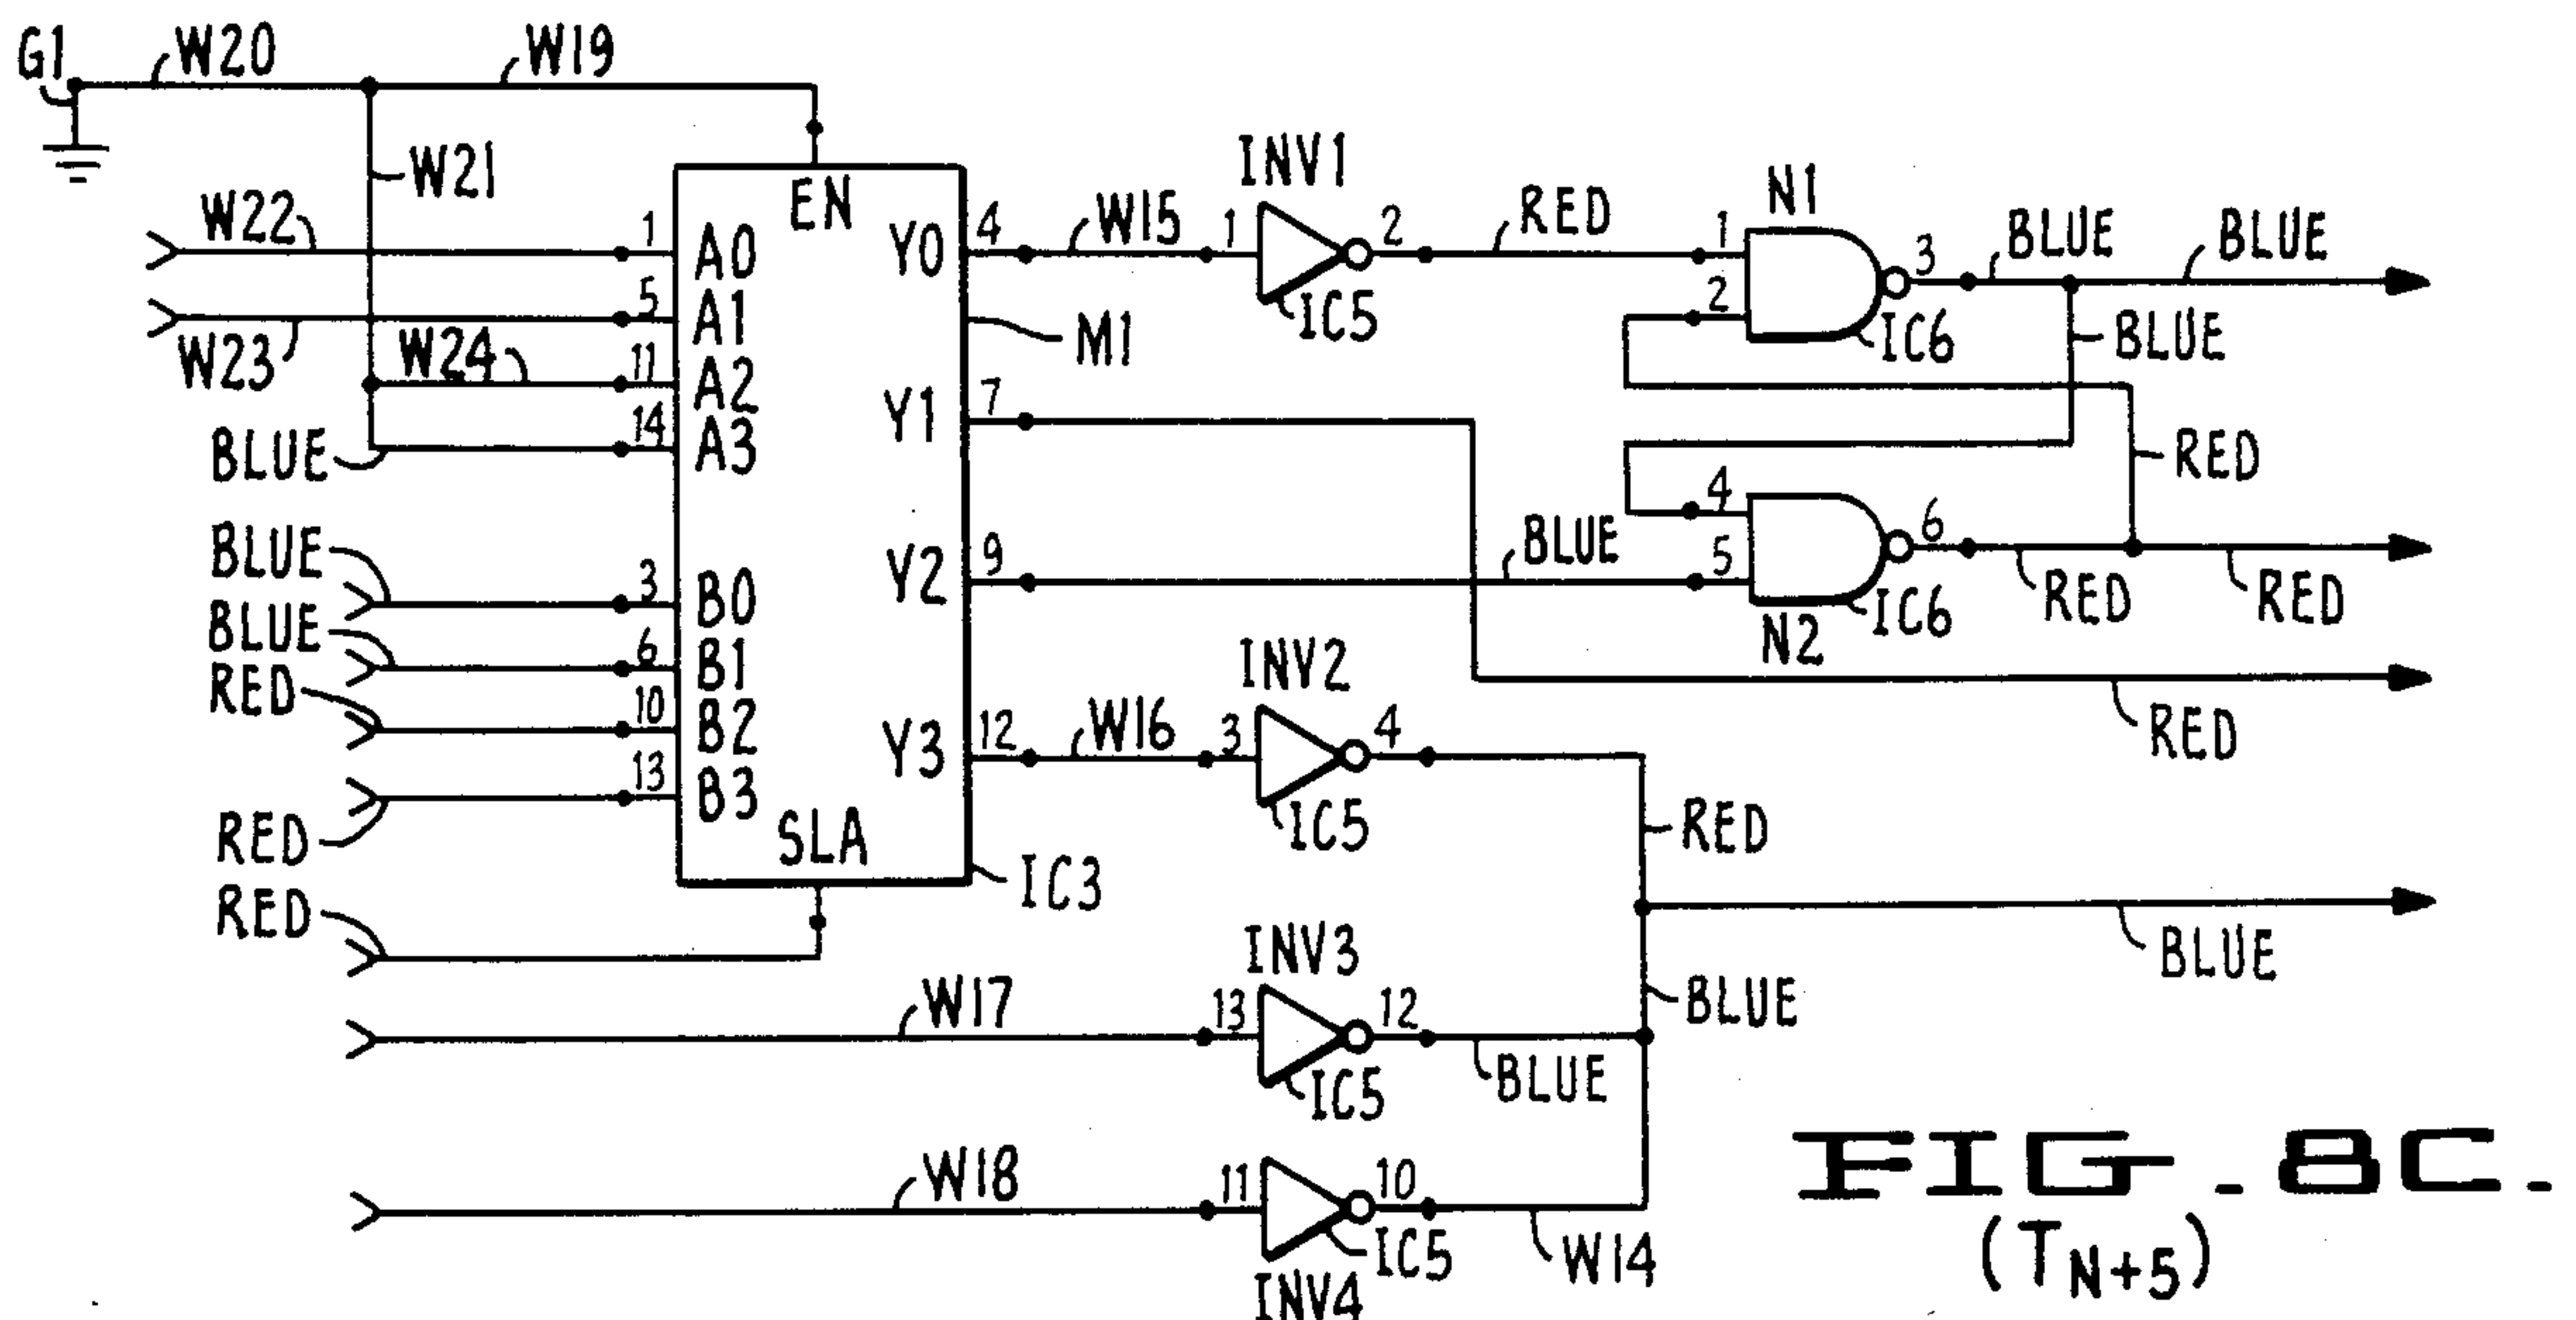 G1
W20
W19
W21
W22
W23
W24
BLUE
BLUE
BLUE
RED
RED
RED
1
5
11
14
3
6
10
13
EN
A0
A1
A2
A3
B0
B1
B2
B3
SLA
Y0
Y1
Y2
Y3
4
7
9
12
M1
IC3
W15
1
INV1
2
IC5
RED
1
2
N1
3
IC6
BLUE
BLUE
BLUE
RED
BLUE
4
5
N2
6
IC6
RED
RED
RED
W16
3
INV2
4
IC5
RED
BLUE
BLUE
W17
13
INV3
12
IC5
BLUE
W18
11
INV4
10
IC5
W14
FIG. 8C.
(TN+5)